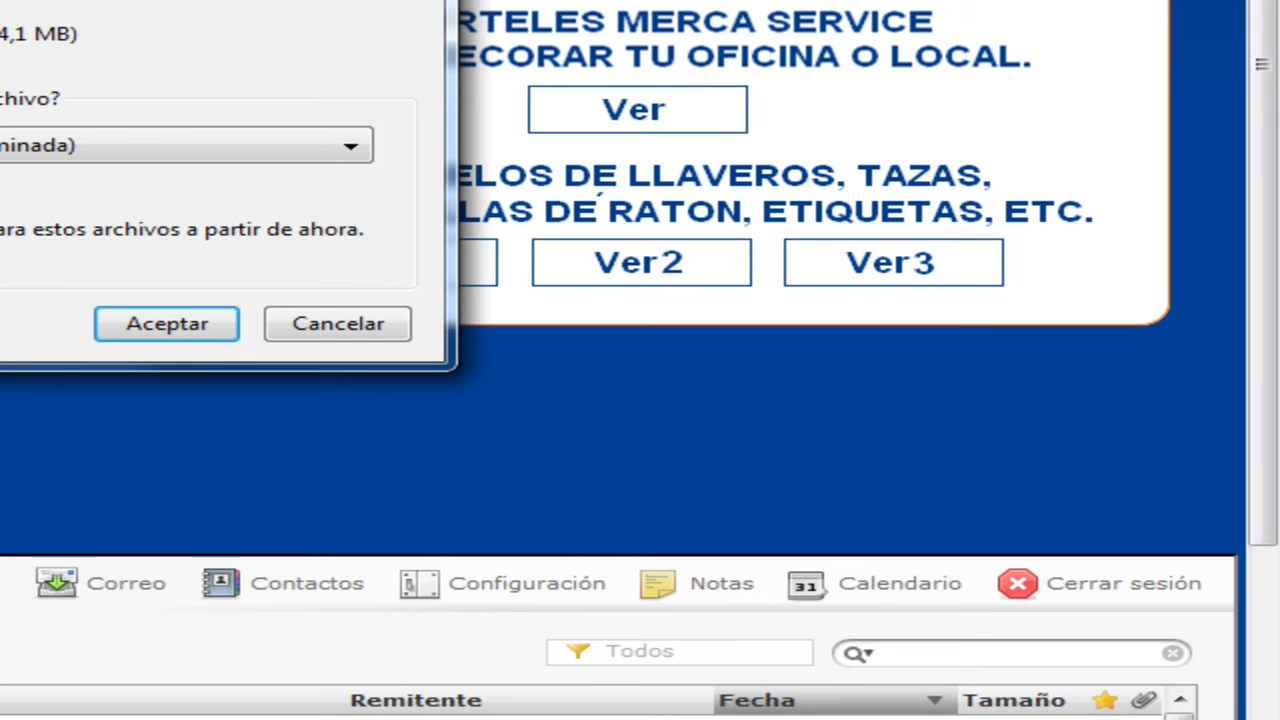 4,1 MB)
chivo?
minada)
ara estos archivos a partir de ahora.
Aceptar
Cancelar
RTELES MERCA SERVICE
ECORAR TU OFICINA O LOCAL.
Ver
ELOS DE LLAVEROS, TAZAS,
LAS DE RATON, ETIQUETAS, ETC.
Ver2
Ver3
Correo
Contactos
Configuración
Notas
31
Calendario
Cerrar sesión
Todos
Remitente
Fecha
Tamaño